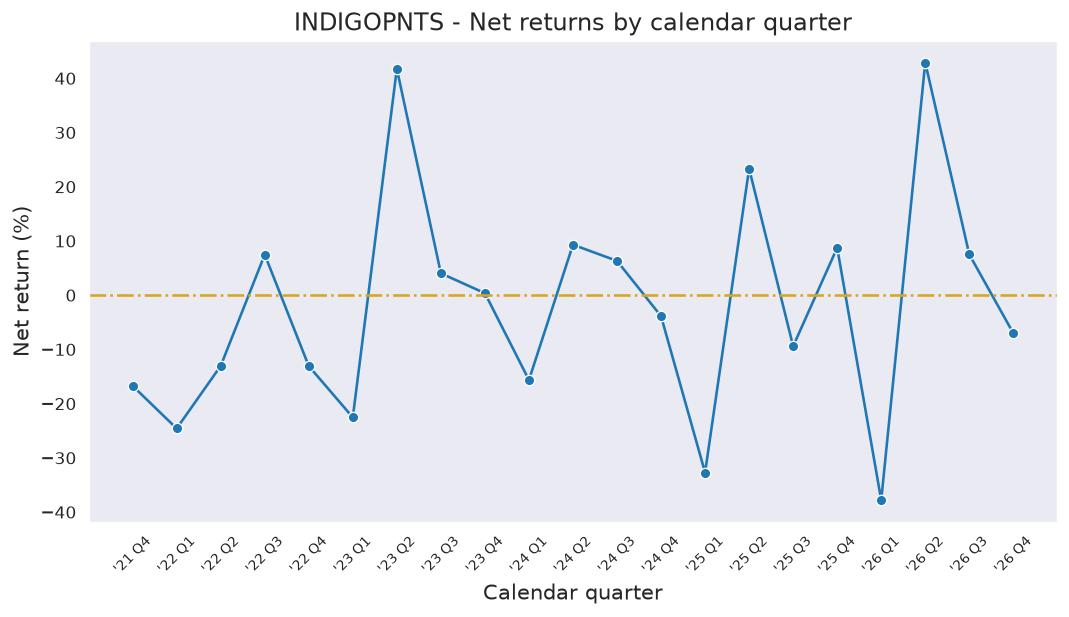 INDIGOPNTS - Net returns by calendar quarter
Net return (%)
40
30
20
10
0
−10
−20
−30
−40
'21 Q4
'22 Q1
'22 Q2
'22 Q3
'22 Q4
'23 Q1
'23 Q2
'23 Q3
'23 Q4
'24 Q1
'24 Q2
'24 Q3
'24 Q4
'25 Q1
'25 Q2
'25 Q3
'25 Q4
'26 Q1
'26 Q2
'26 Q3
'26 Q4
Calendar quarter